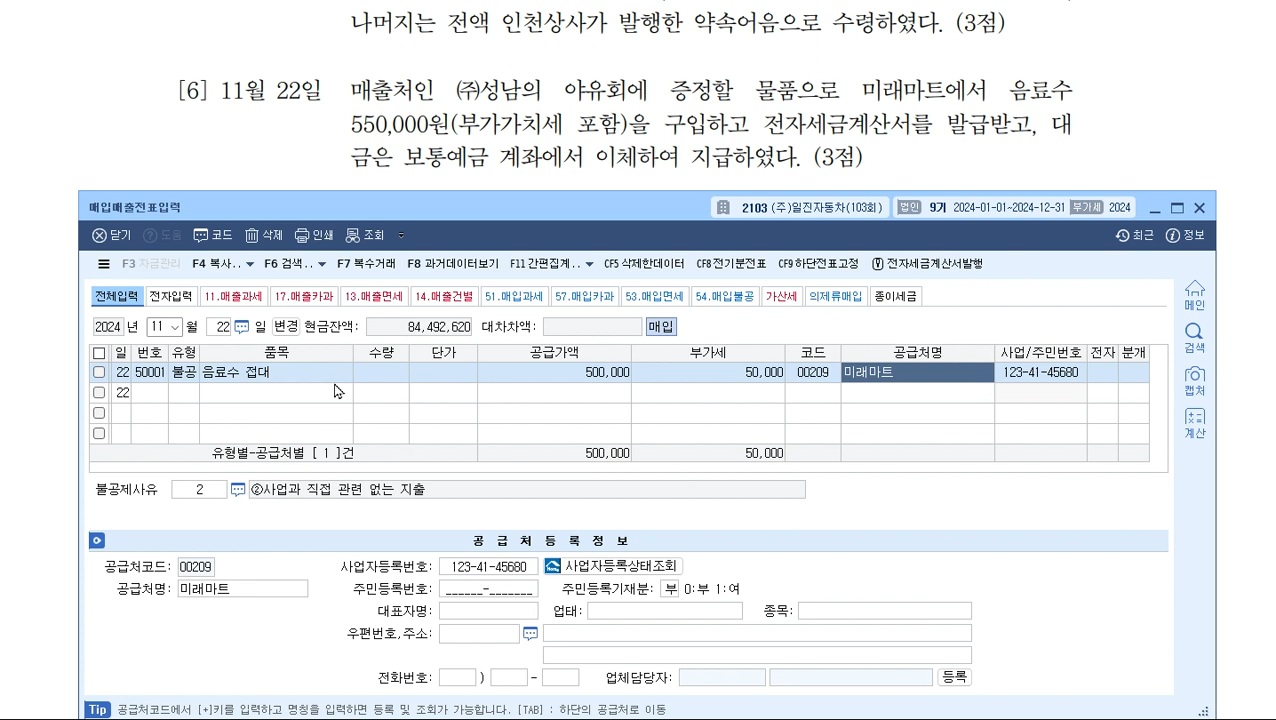 나머지는 전액 인천상사가 발행한 약속어음으로 수령하였다. (3점)
[6] 11월 22일 매출처인 ㈜성남의 야유회에 증정할 물품으로 미래마트에서 음료수
550,000원(부가가치세 포함)을 구입하고 전자세금계산서를 발급받고, 대
금은 보통예금 계좌에서 이체하여 지급하였다. (3점)
매입매출전표입력 2103 (주)일진자동차(103회) 법인 9기 2024-01-01~2024-12-31 부가세 2024
닫기 도움 코드 삭제 인쇄 조회 최근 정보
F3 자금관리 F4 복사.. F6 검색.. F7 복수거래 F8 과거데이터보기 F11 간편집계.. CF5 삭제한데이터 CF8 전기분전표 CF9 하단전표고정 전자세금계산서발행
전체입력 전자입력 11.매출과세 17.매출카과 13.매출면세 14.매출건별 51.매입과세 57.매입카과 53.매입면세 54.매입불공 가산세 의제류매입 종이세금
메인
2024 년 11 월 22 일 변경 현금잔액: 84,492,620 대차차액: 매입
검색
일 번호 유형 품목 수량 단가 공급가액 부가세 코드 공급처명 사업/주민번호 전자 분개
22 50001 불공 음료수 접대 500,000 50,000 00209 미래마트 123-41-45680
캡처
22
계산
유형별-공급처별 [ 1 ]건 500,000 50,000
불공제사유 2 ②사업과 직접 관련 없는 지출
공 급 처 등 록 정 보
공급처코드: 00209 사업자등록번호: 123-41-45680 사업자등록상태조회
공급처명: 미래마트 주민등록번호: ______-_______ 주민등록기재분: 부 0:부 1:여
대표자명: 업태: 종목:
우편번호,주소:
전화번호: ) - 업체담당자: 등록
Tip 공급처코드에서 [+]키를 입력하고 명칭을 입력하면 등록 및 조회가 가능합니다. [TAB] : 하단의 공급처로 이동